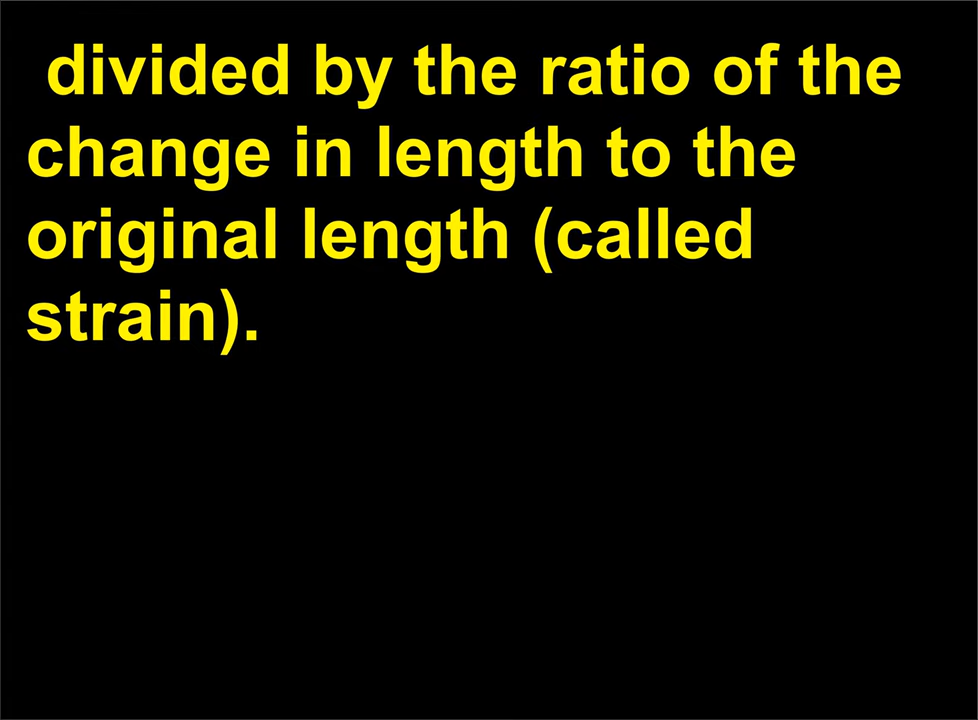 divided by the ratio of the
change in length to the
original length (called
strain).